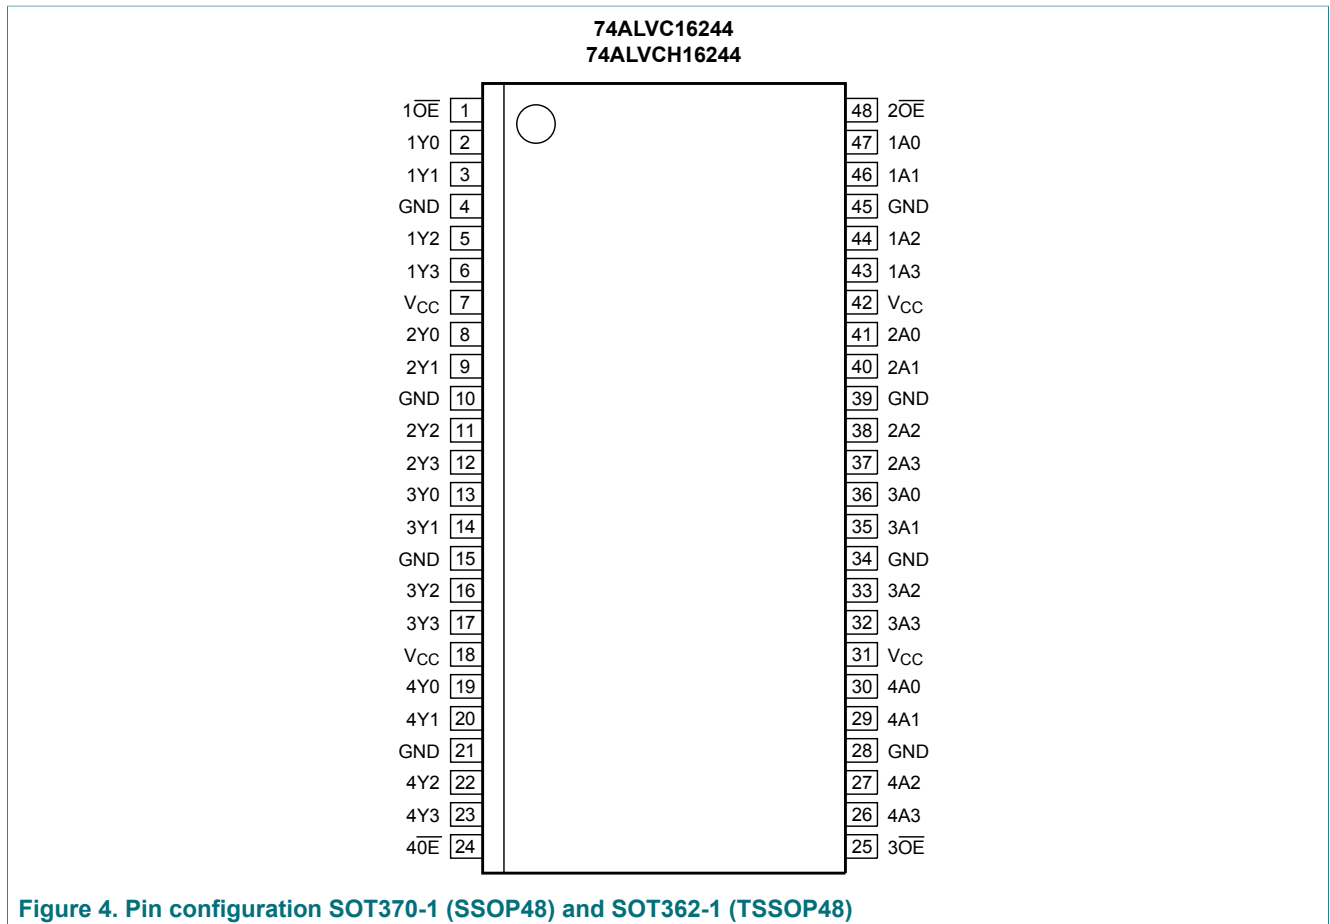 74ALVC16244
74ALVCH16244
1O̅E̅ 1 48 2O̅E̅
1Y0 2 47 1A0
1Y1 3 46 1A1
GND 4 45 GND
1Y2 5 44 1A2
1Y3 6 43 1A3
VCC 7 42 VCC
2Y0 8 41 2A0
2Y1 9 40 2A1
GND 10 39 GND
2Y2 11 38 2A2
2Y3 12 37 2A3
3Y0 13 36 3A0
3Y1 14 35 3A1
GND 15 34 GND
3Y2 16 33 3A2
3Y3 17 32 3A3
VCC 18 31 VCC
4Y0 19 30 4A0
4Y1 20 29 4A1
GND 21 28 GND
4Y2 22 27 4A2
4Y3 23 26 4A3
40̅E̅ 24 25 3O̅E̅
Figure 4. Pin configuration SOT370-1 (SSOP48) and SOT362-1 (TSSOP48)